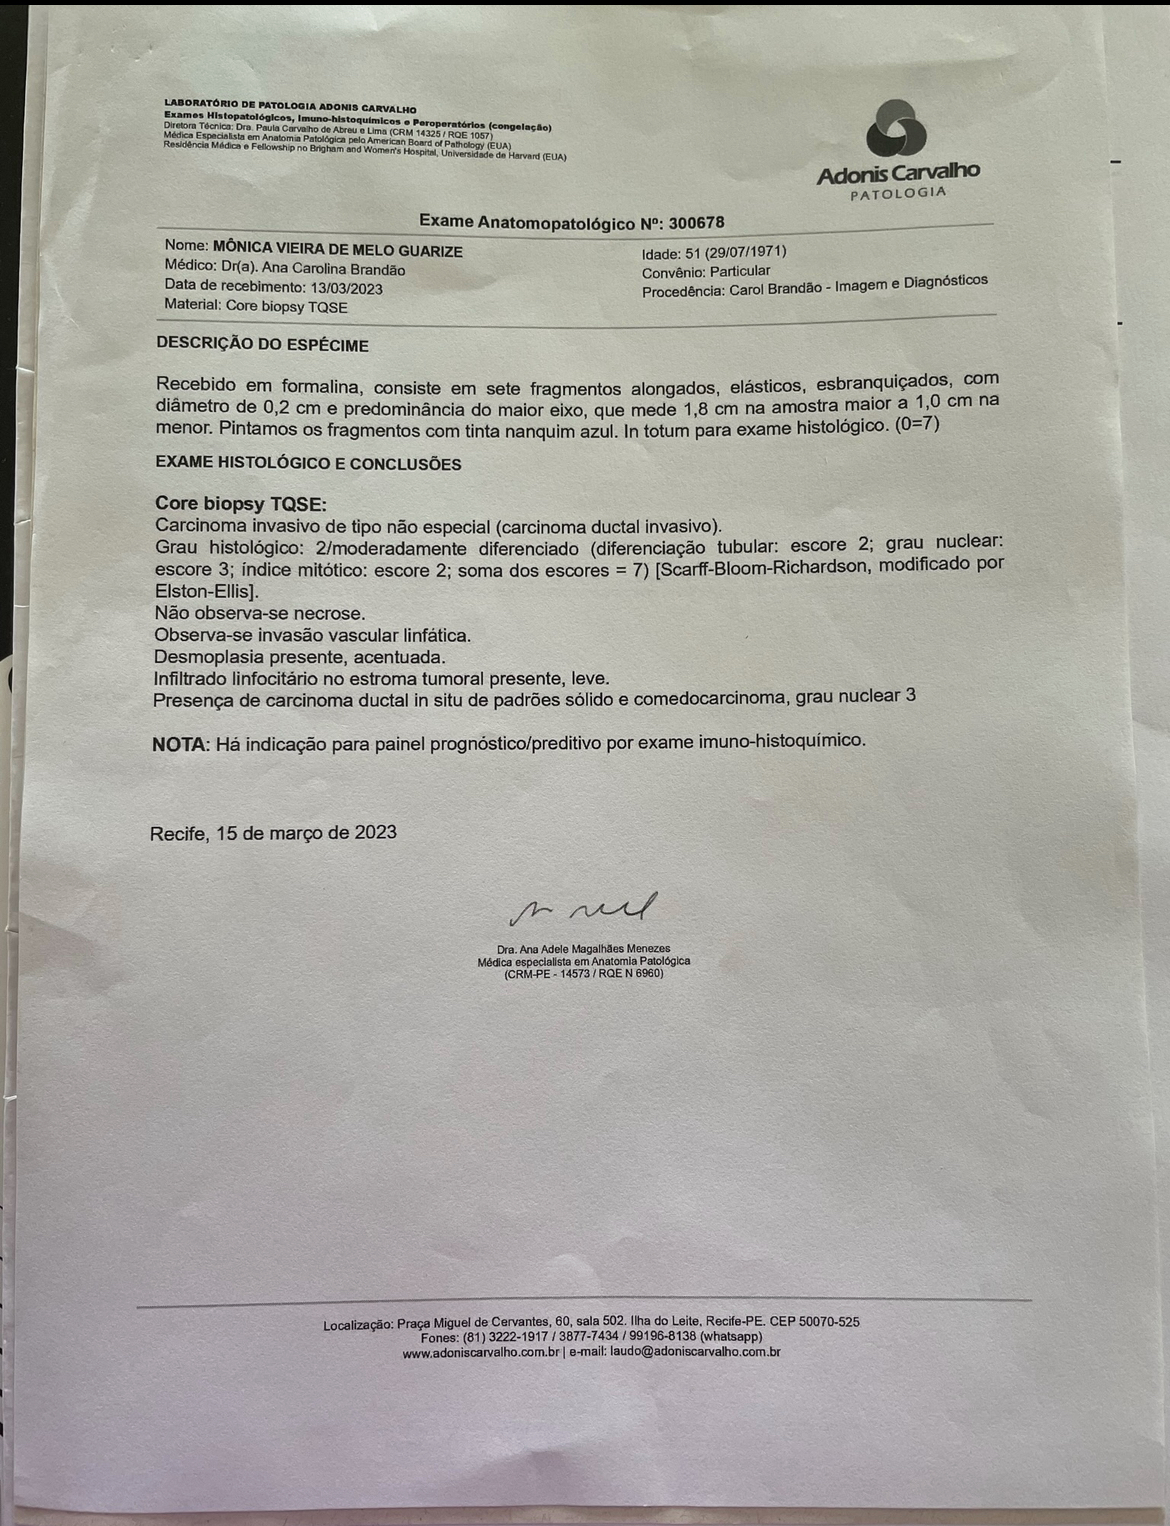 LABORATÓRIO DE PATOLOGIA ADONIS CARVALHO
Exames Histopatológicos, Imuno-histoquímicos e Peroperatórios (congelação)
Diretora Técnica: Dra. Paula Carvalho de Abreu e Lima (CRM 14325 / RQE 1057)
Médica Especialista em Anatomia Patológica pelo American Board of Pathology (EUA)
Residência Médica e Fellowship no Brigham and Women's Hospital, Universidade de Harvard (EUA)
Adonis Carvalho
PATOLOGIA
Exame Anatomopatológico Nº: 300678
Nome: MÔNICA VIEIRA DE MELO GUARIZE
Médico: Dr(a). Ana Carolina Brandão
Data de recebimento: 13/03/2023
Material: Core biopsy TQSE
Idade: 51 (29/07/1971)
Convênio: Particular
Procedência: Carol Brandão - Imagem e Diagnósticos
DESCRIÇÃO DO ESPÉCIME
Recebido em formalina, consiste em sete fragmentos alongados, elásticos, esbranquiçados, com
diâmetro de 0,2 cm e predominância do maior eixo, que mede 1,8 cm na amostra maior a 1,0 cm na
menor. Pintamos os fragmentos com tinta nanquim azul. In totum para exame histológico. (0=7)
EXAME HISTOLÓGICO E CONCLUSÕES
Core biopsy TQSE:
Carcinoma invasivo de tipo não especial (carcinoma ductal invasivo).
Grau histológico: 2/moderadamente diferenciado (diferenciação tubular: escore 2; grau nuclear:
escore 3; índice mitótico: escore 2; soma dos escores = 7) [Scarff-Bloom-Richardson, modificado por
Elston-Ellis].
Não observa-se necrose.
Observa-se invasão vascular linfática.
Desmoplasia presente, acentuada.
Infiltrado linfocitário no estroma tumoral presente, leve.
Presença de carcinoma ductal in situ de padrões sólido e comedocarcinoma, grau nuclear 3
NOTA: Há indicação para painel prognóstico/preditivo por exame imuno-histoquímico.
Recife, 15 de março de 2023
Dra. Ana Adele Magalhães Menezes
Médica especialista em Anatomia Patológica
(CRM-PE - 14573 / RQE N 6960)
Localização: Praça Miguel de Cervantes, 60, sala 502. Ilha do Leite, Recife-PE. CEP 50070-525
Fones: (81) 3222-1917 / 3877-7434 / 99196-8138 (whatsapp)
www.adoniscarvalho.com.br | e-mail: laudo@adoniscarvalho.com.br